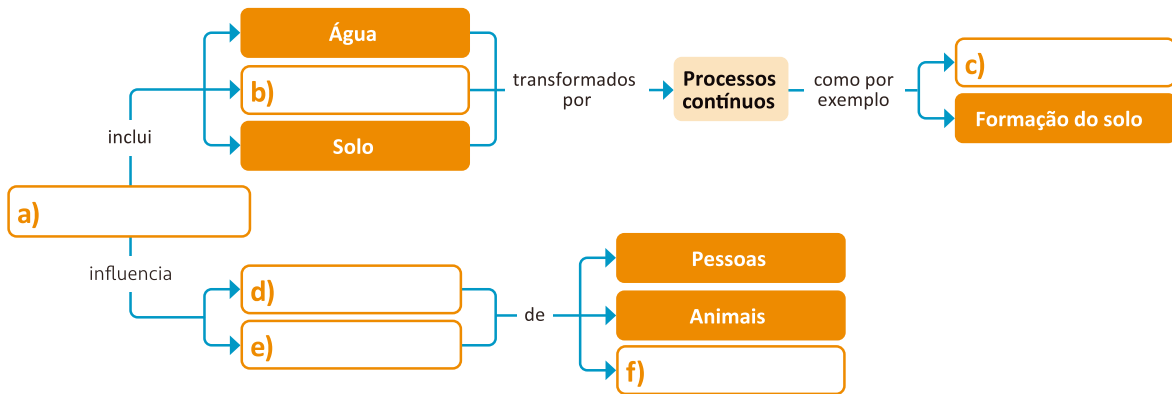 Água
b)
Solo
inclui
transformados
por
Processos
contínuos
como por
exemplo
c)
Formação do solo
a)
influencia
d)
e)
de
Pessoas
Animais
f)